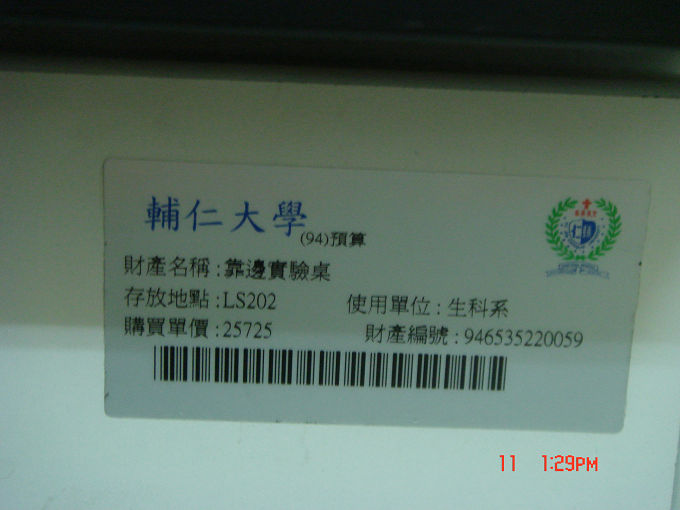 輔仁大學
(94)預算
財產名稱:靠邊實驗桌
存放地點:LS202 使用單位:生科系
購買單價:25725 財產編號:946535220059
11 1:29PM